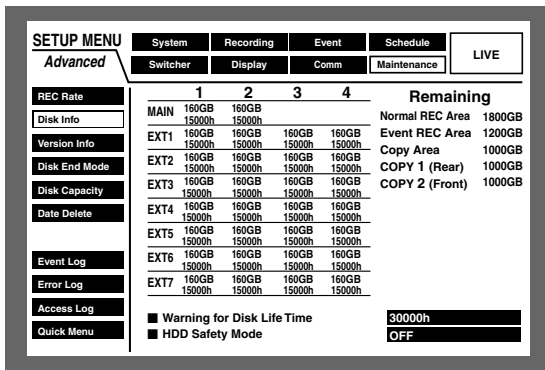 SETUP MENU
Advanced
System Recording Event Schedule
Switcher Display Comm Maintenance
LIVE
REC Rate
Disk Info
Version Info
Disk End Mode
Disk Capacity
Date Delete
Event Log
Error Log
Access Log
Quick Menu
1 2 3 4
MAIN 160GB 160GB
15000h 15000h
EXT1 160GB 160GB 160GB 160GB
15000h 15000h 15000h 15000h
EXT2 160GB 160GB 160GB 160GB
15000h 15000h 15000h 15000h
EXT3 160GB 160GB 160GB 160GB
15000h 15000h 15000h 15000h
EXT4 160GB 160GB 160GB 160GB
15000h 15000h 15000h 15000h
EXT5 160GB 160GB 160GB 160GB
15000h 15000h 15000h 15000h
EXT6 160GB 160GB 160GB 160GB
15000h 15000h 15000h 15000h
EXT7 160GB 160GB 160GB 160GB
15000h 15000h 15000h 15000h
Remaining
Normal REC Area 1800GB
Event REC Area 1200GB
Copy Area 1000GB
COPY 1 (Rear) 1000GB
COPY 2 (Front) 1000GB
■ Warning for Disk Life Time 30000h
■ HDD Safety Mode OFF